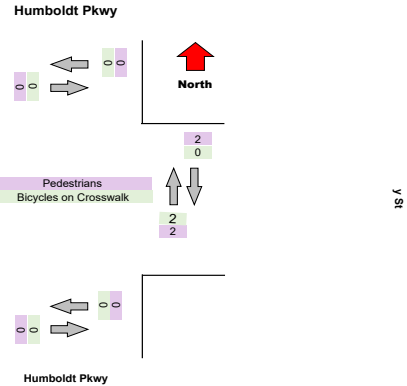 Humboldt Pkwy
0 0
0 0
North
2
0
Pedestrians
Bicycles on Crosswalk
2
2
y St
0 0
0 0
Humboldt Pkwy